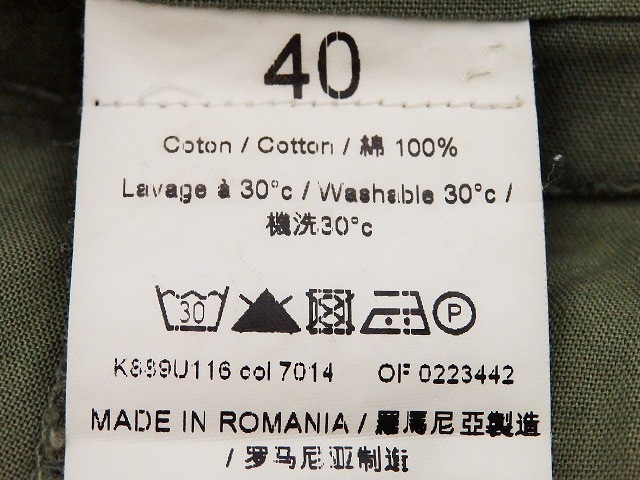 40
Coton / Cotton / 綿 100%
Lavage à 30°c / Washable 30°c /
機洗30°c
30 P
K889U116 col 7014 OF 0223442
MADE IN ROMANIA / 羅馬尼亞製造
/ 罗马尼亚制造